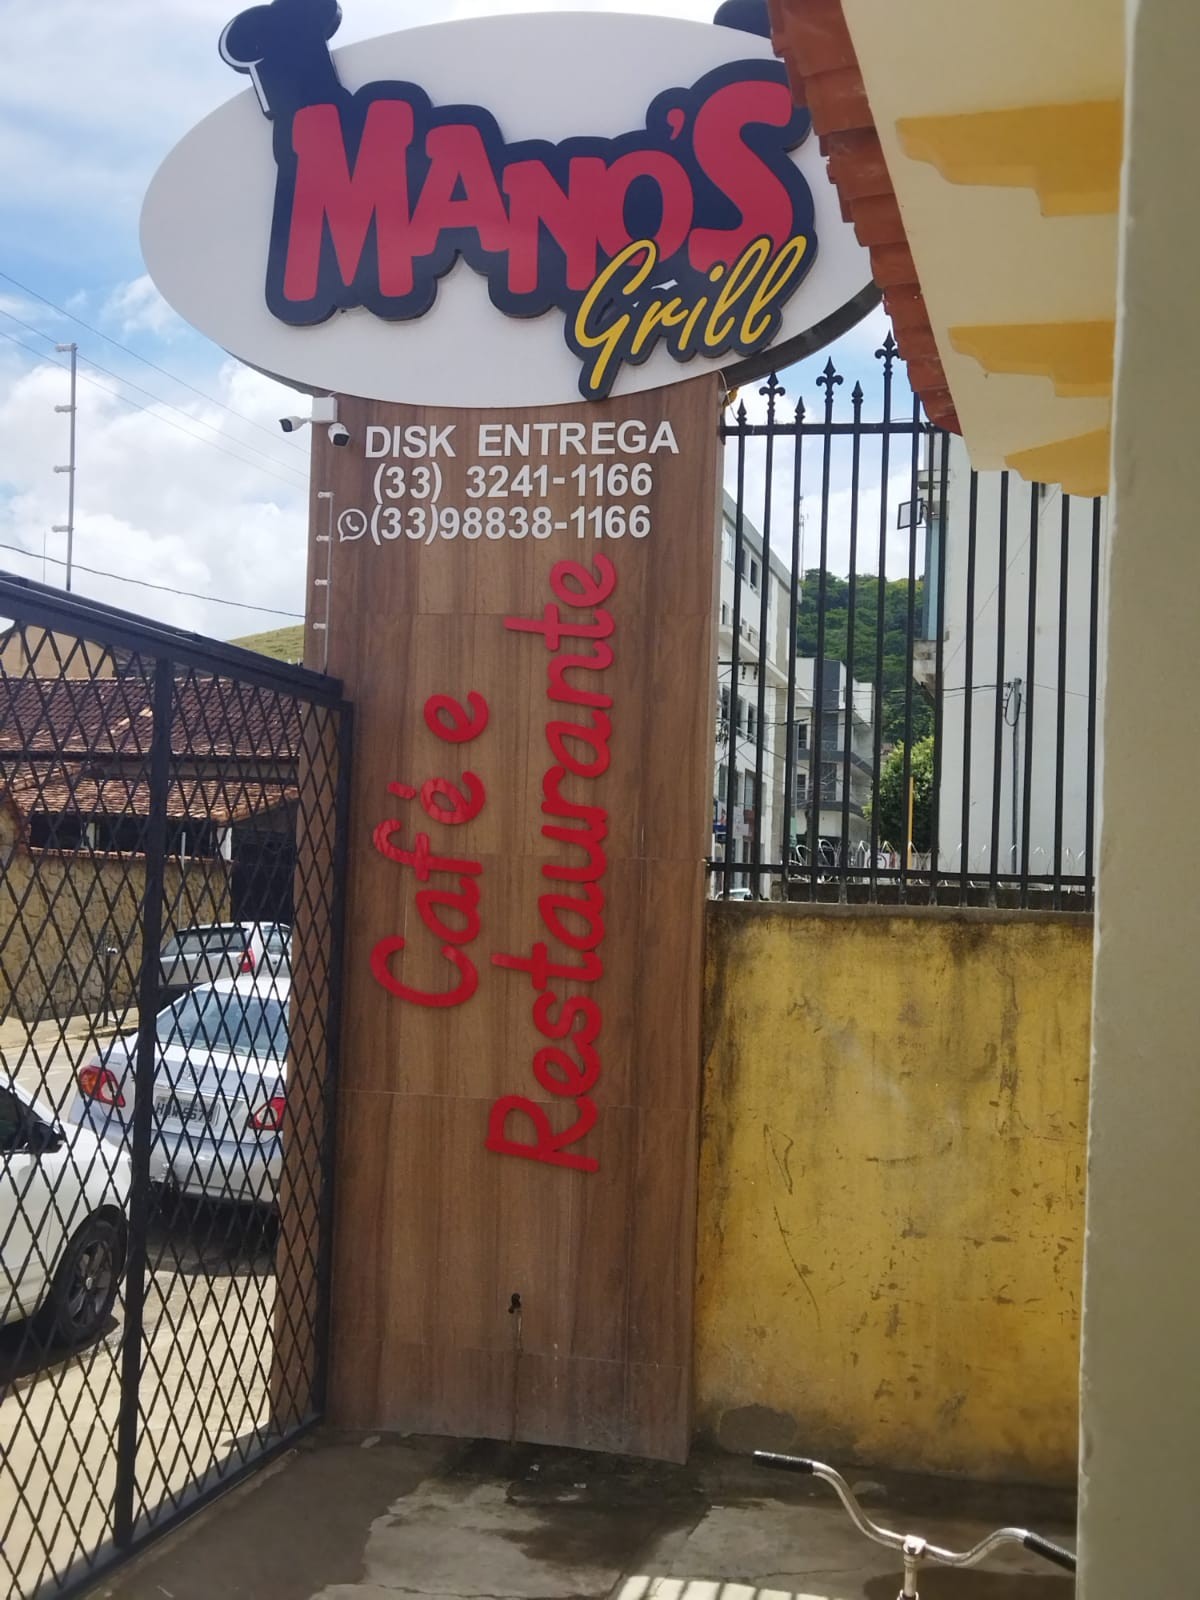 MANO'S
Grill
DISK ENTREGA
(33) 3241-1166
(33)98838-1166
Café e
Restaurante